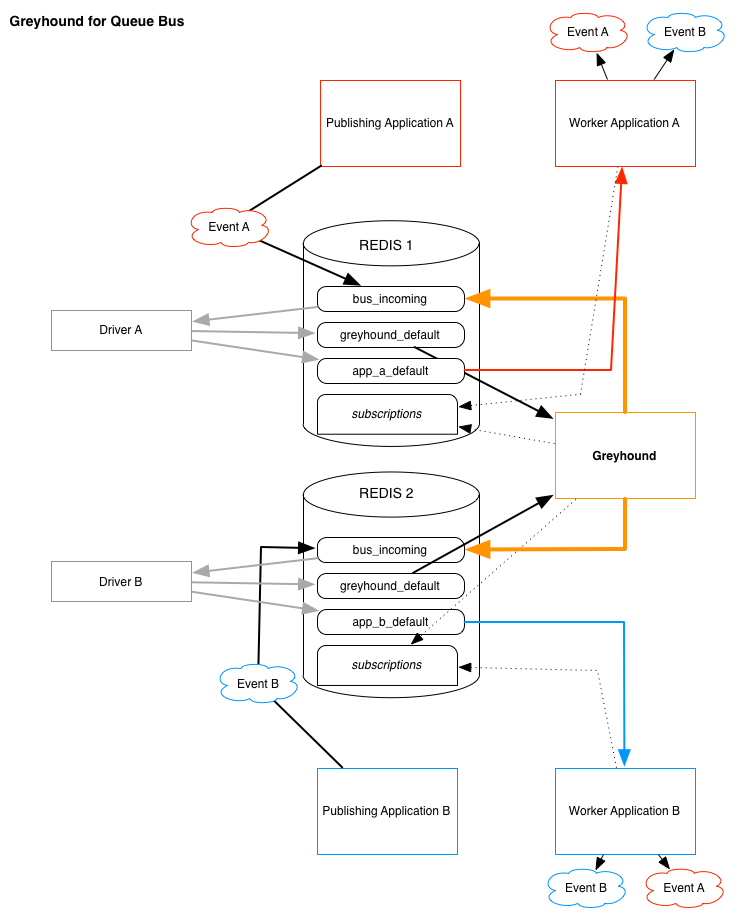 Greyhound for Queue Bus
Event A
Event B
Publishing Application A
Worker Application A
Event A
REDIS 1
bus_incoming
Driver A
greyhound_default
app_a_default
subscriptions
Greyhound
REDIS 2
bus_incoming
Driver B
greyhound_default
app_b_default
subscriptions
Event B
Publishing Application B
Worker Application B
Event B
Event A